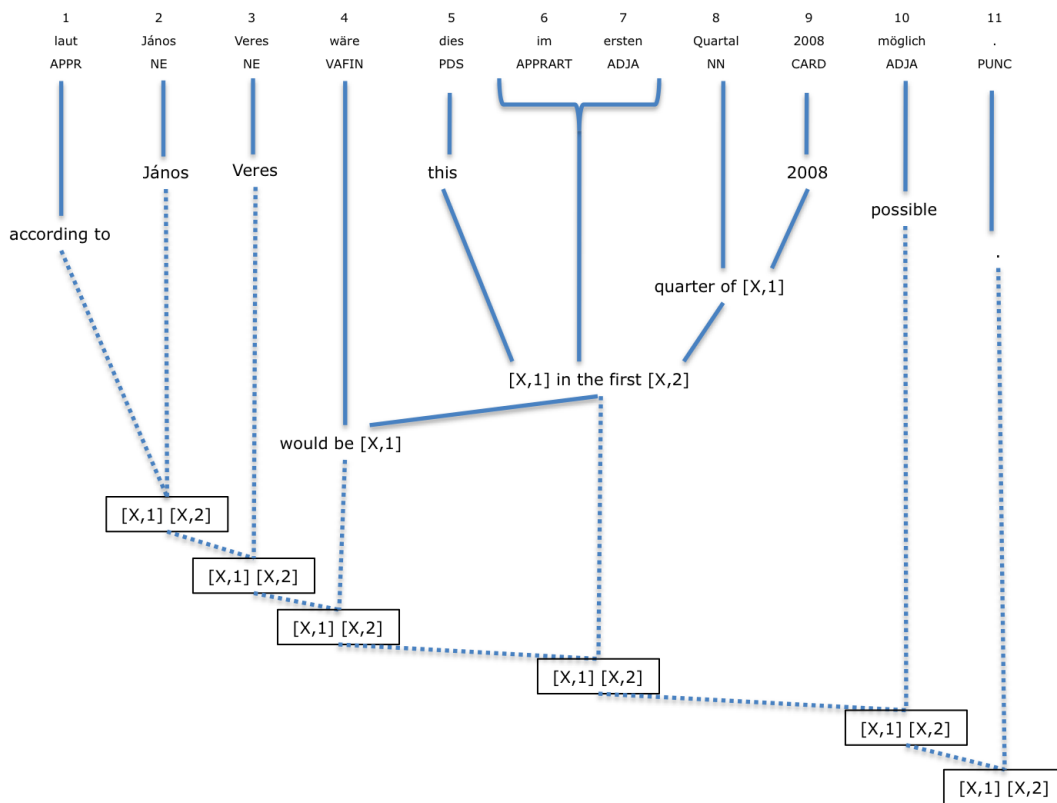 1 2 3 4 5 6 7 8 9 10 11
laut János Veres wäre dies im ersten Quartal 2008 möglich .
APPR NE NE VAFIN PDS APPRART ADJA NN CARD ADJA PUNC
János Veres this 2008
possible
according to
.
quarter of [X,1]
[X,1] in the first [X,2]
would be [X,1]
[X,1] [X,2]
[X,1] [X,2]
[X,1] [X,2]
[X,1] [X,2]
[X,1] [X,2]
[X,1] [X,2]